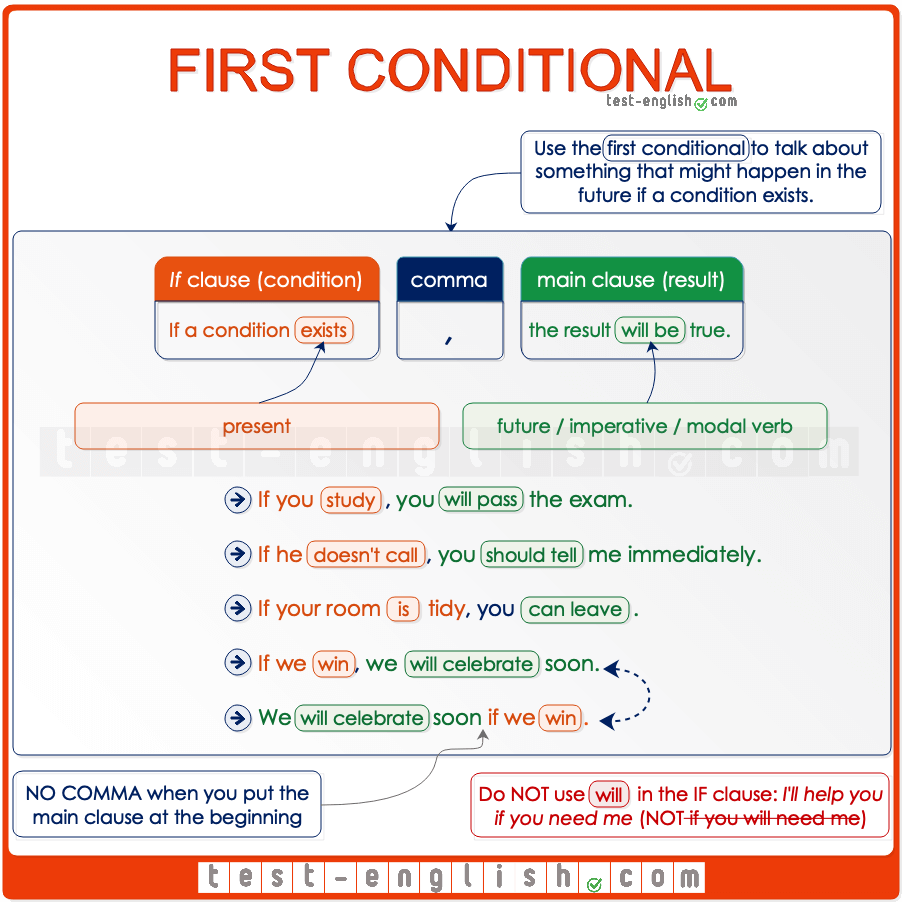 FIRST CONDITIONAL
test-english com
Use the first conditional to talk about
something that might happen in the
future if a condition exists.
If clause (condition)
comma
main clause (result)
If a condition exists
,
the result will be true.
present
future / imperative / modal verb
test-english com
If you study, you will pass the exam.
If he doesn't call, you should tell me immediately.
If your room is tidy, you can leave.
If we win, we will celebrate soon.
We will celebrate soon if we win.
NO COMMA when you put the
main clause at the beginning
Do NOT use will in the IF clause: I'll help you
if you need me (NOT if you will need me)
test-english com